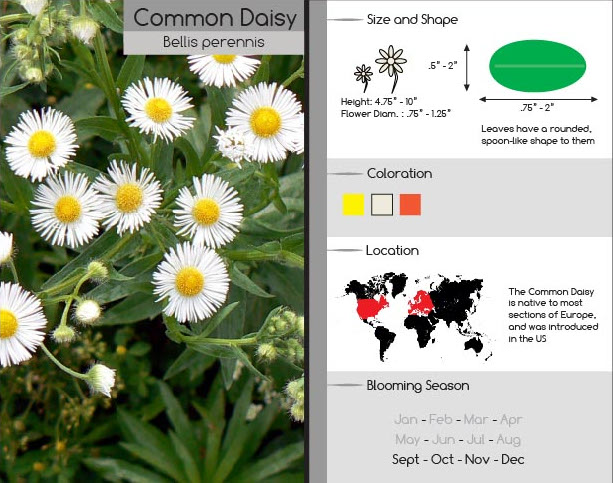 Common Daisy
Bellis perennis
Size and Shape
.5" - 2"
Height: 4.75" - 10"
Flower Diam. : .75" - 1.25"
.75" - 2"
Leaves have a rounded,
spoon-like shape to them
Coloration
Location
The Common Daisy
is native to most
sections of Europe,
and was introduced
in the US
Blooming Season
Jan - Feb - Mar - Apr
May - Jun - Jul - Aug
Sept - Oct - Nov - Dec